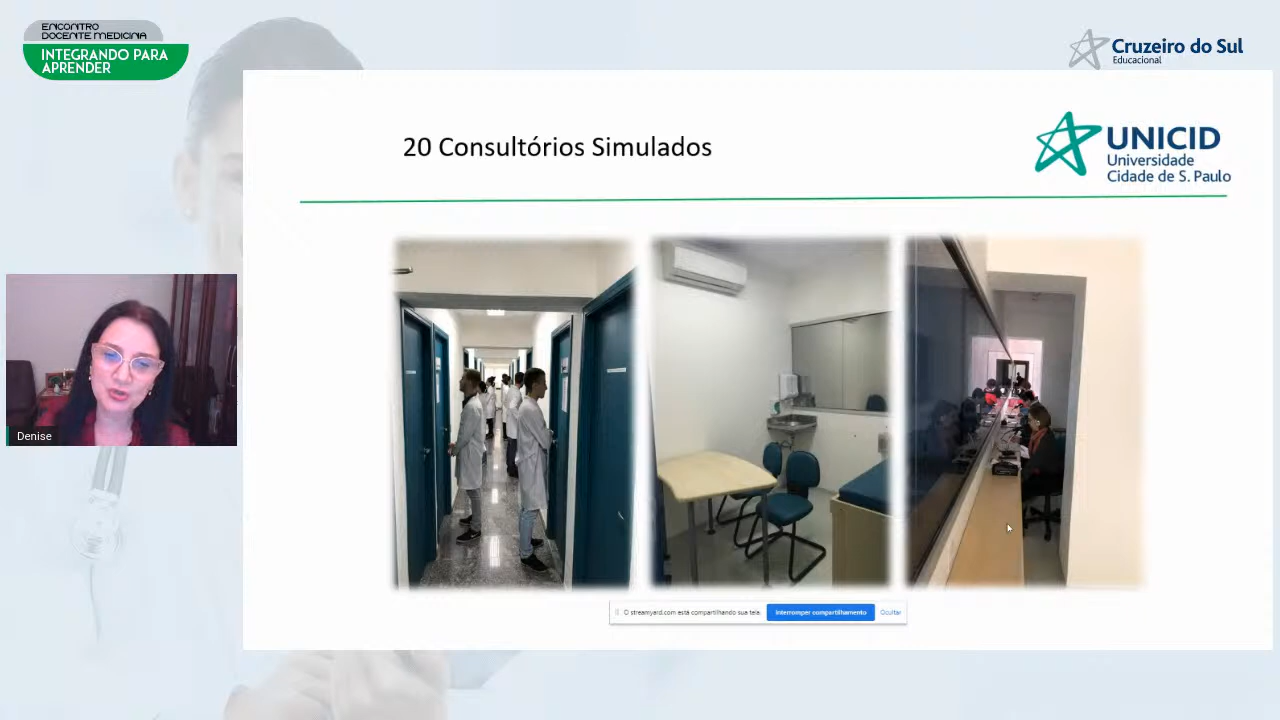 ENCONTRO
DOCENTE MEDICINA
INTEGRANDO PARA
APRENDER
Cruzeiro do Sul
Educacional
20 Consultórios Simulados
UNICID
Universidade
Cidade de S. Paulo
Denise
O streamyard.com está compartilhando sua tela.
Interromper compartilhamento
Ocultar